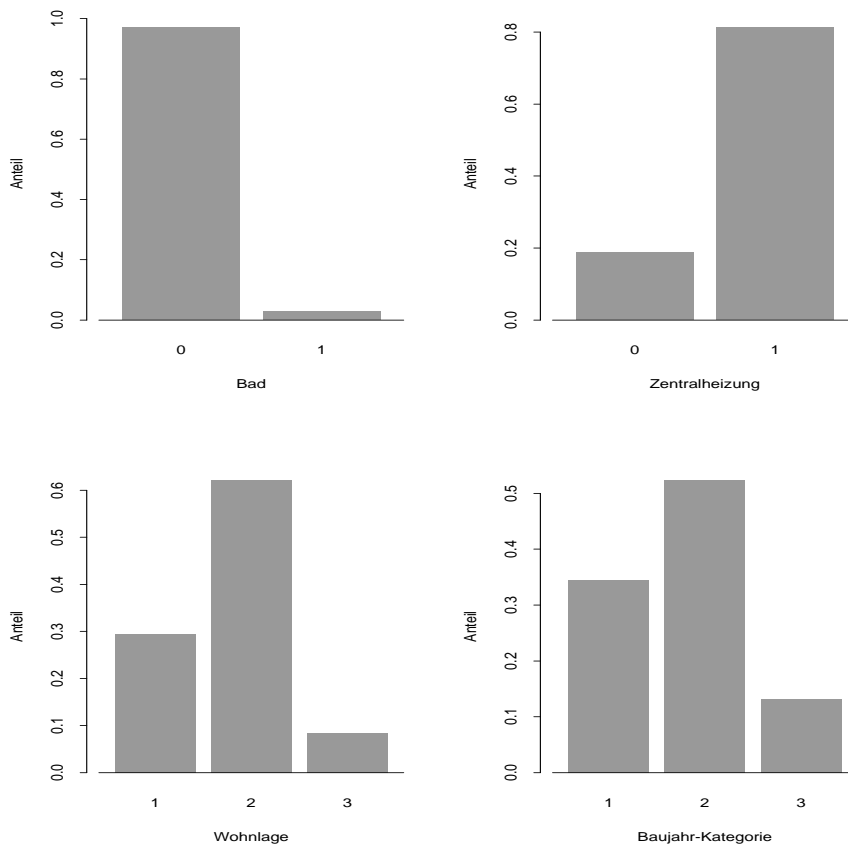 Anteil
0.0 0.2 0.4 0.6 0.8 1.0
0 1
Bad
Anteil
0.0 0.2 0.4 0.6 0.8
0 1
Zentralheizung
Anteil
0.0 0.1 0.2 0.3 0.4 0.5 0.6
1 2 3
Wohnlage
Anteil
0.0 0.1 0.2 0.3 0.4 0.5
1 2 3
Baujahr-Kategorie